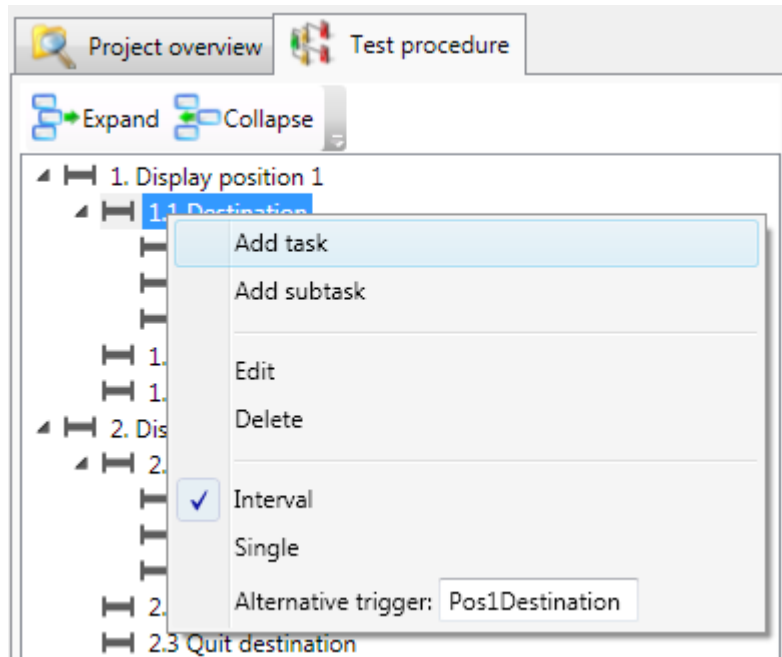 Project overview
Test procedure
Expand
Collapse
1. Display position 1
1.1 Destination
Add task
Add subtask
1.
Edit
1.
2. Dis
Delete
2.
Interval
Single
2.
Alternative trigger: Pos1Destination
2.3 Quit destination